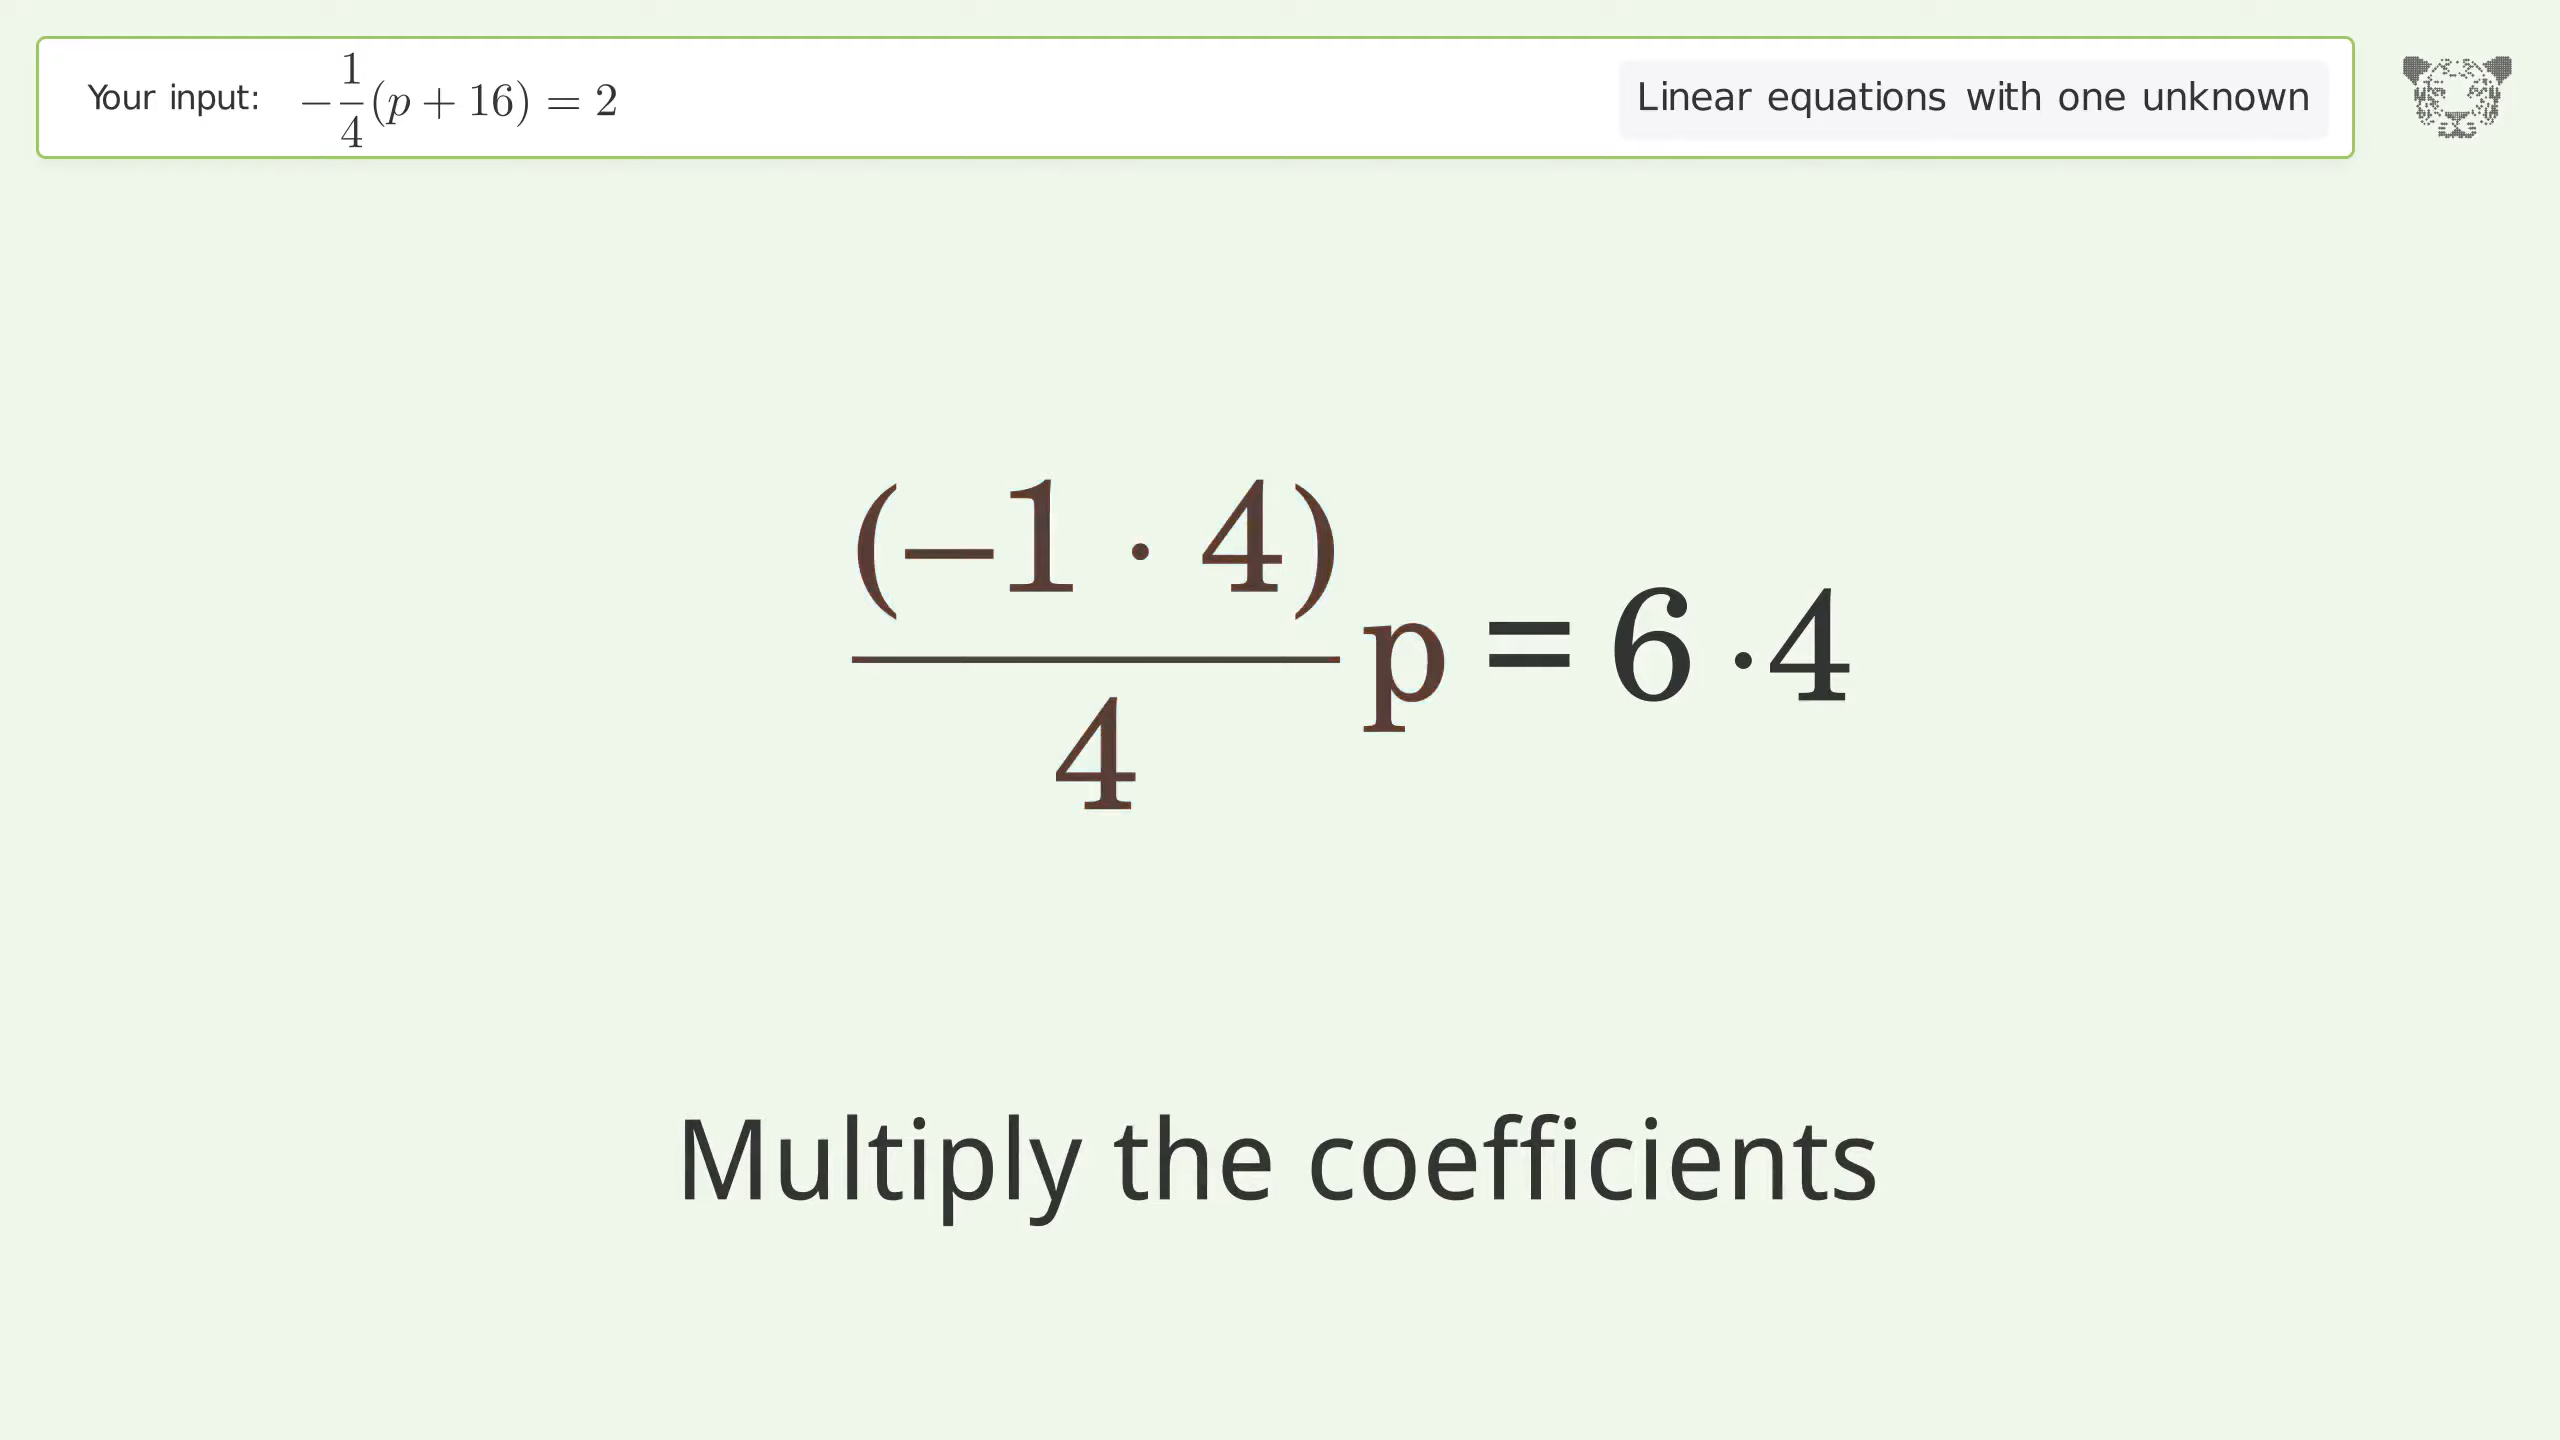 Your input: −1/4(p + 16) = 2
Linear equations with one unknown
(−1 · 4)/4 p = 6 · 4
Multiply the coefficients